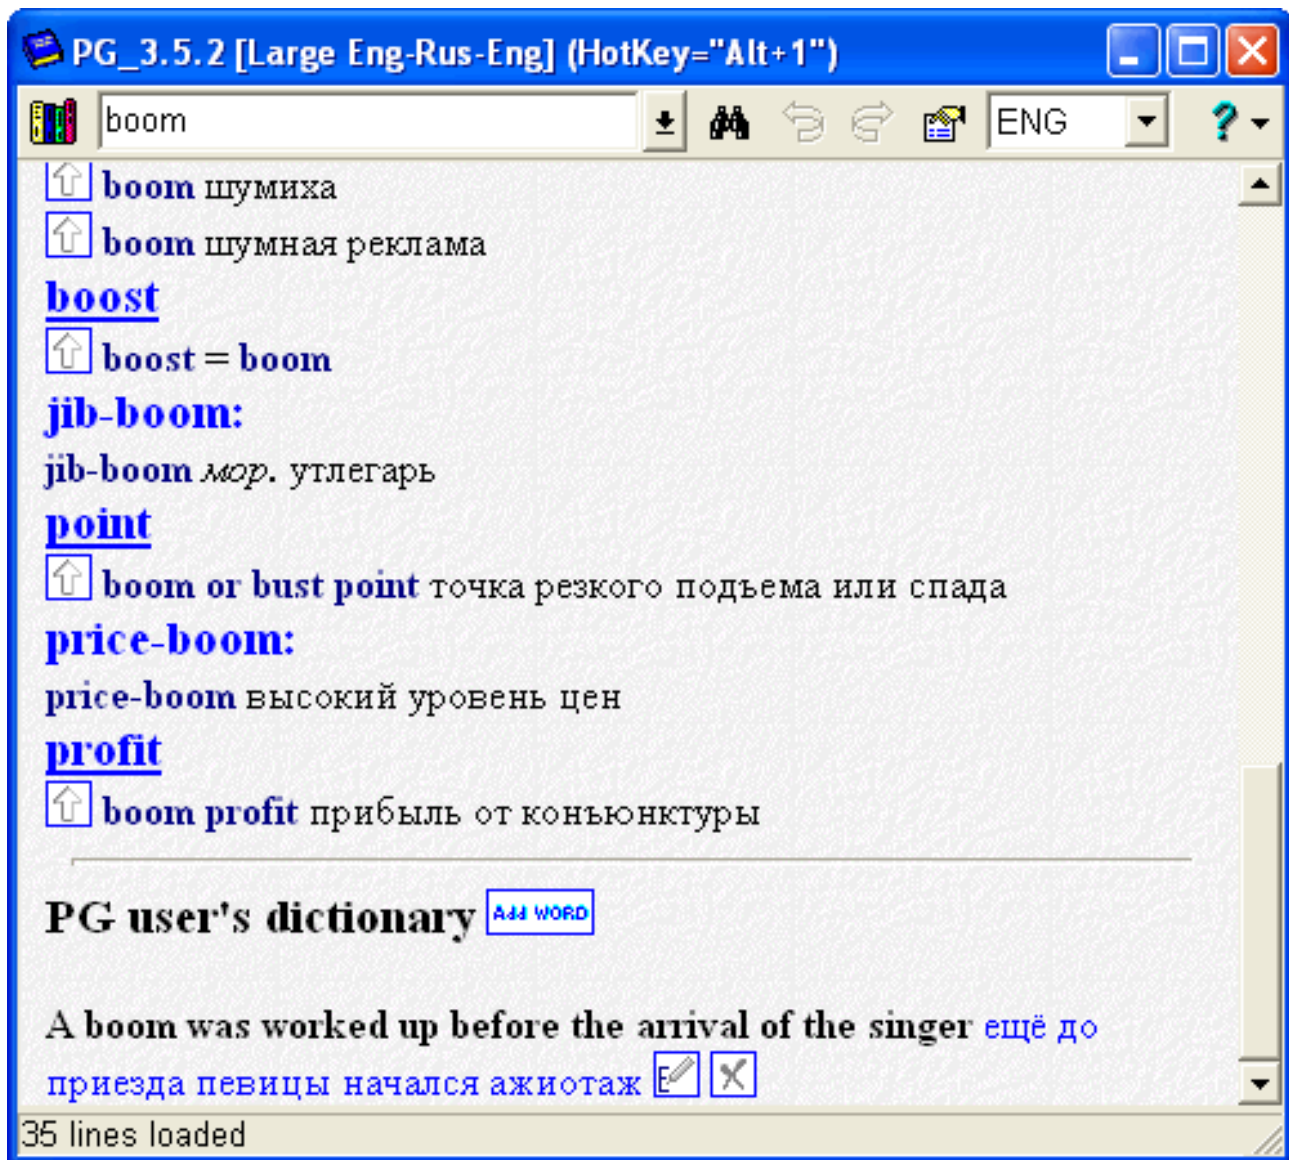 PG_3.5.2 [Large Eng-Rus-Eng] (HotKey="Alt+1")
boom ENG ?
boom шумиха
boom шумная реклама
boost
boost = boom
jib-boom:
jib-boom мор. утлегарь
point
boom or bust point точка резкого подъема или спада
price-boom:
price-boom высокий уровень цен
profit
boom profit прибыль от конъюнктуры
PG user's dictionary Add WORD
A boom was worked up before the arrival of the singer ещё до
приезда певицы начался ажиотаж
35 lines loaded